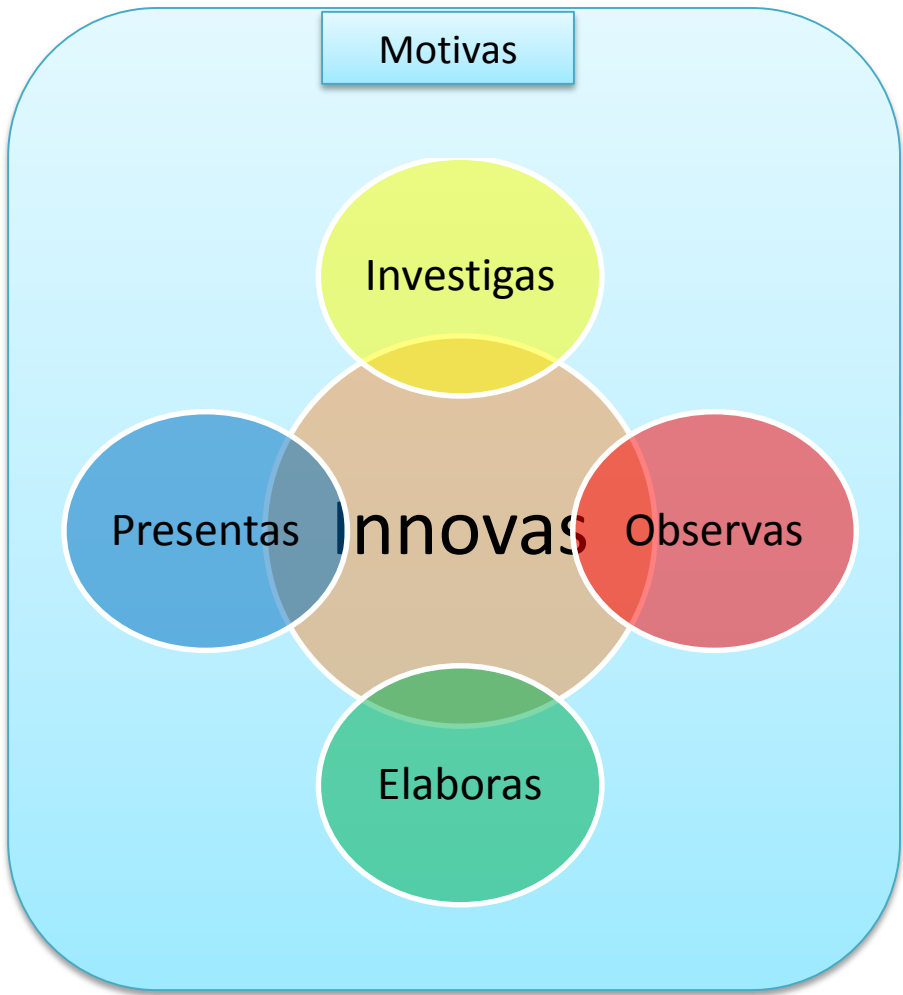 Motivas
Investigas
Presentas
Innovas
Observas
Elaboras